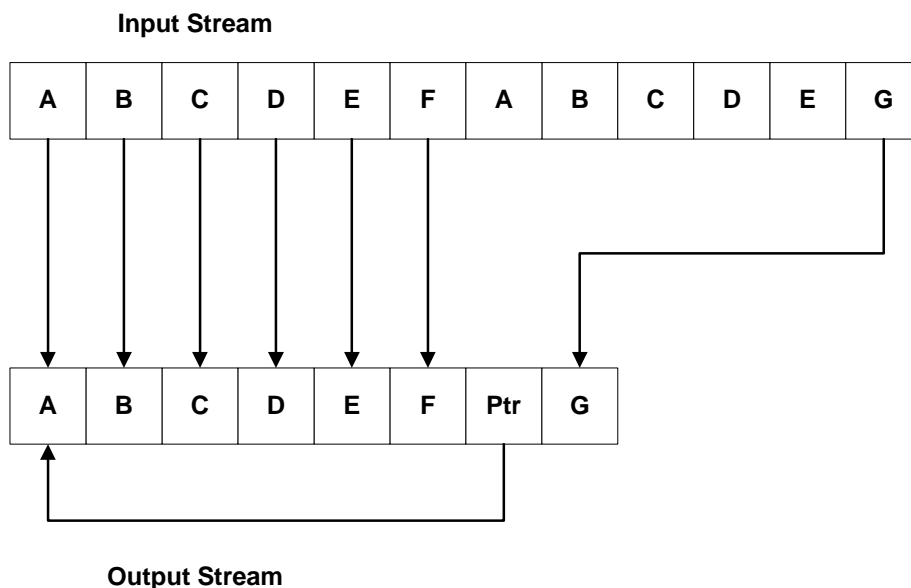 Input Stream
A B C D E F A B C D E G
A B C D E F Ptr G
Output Stream